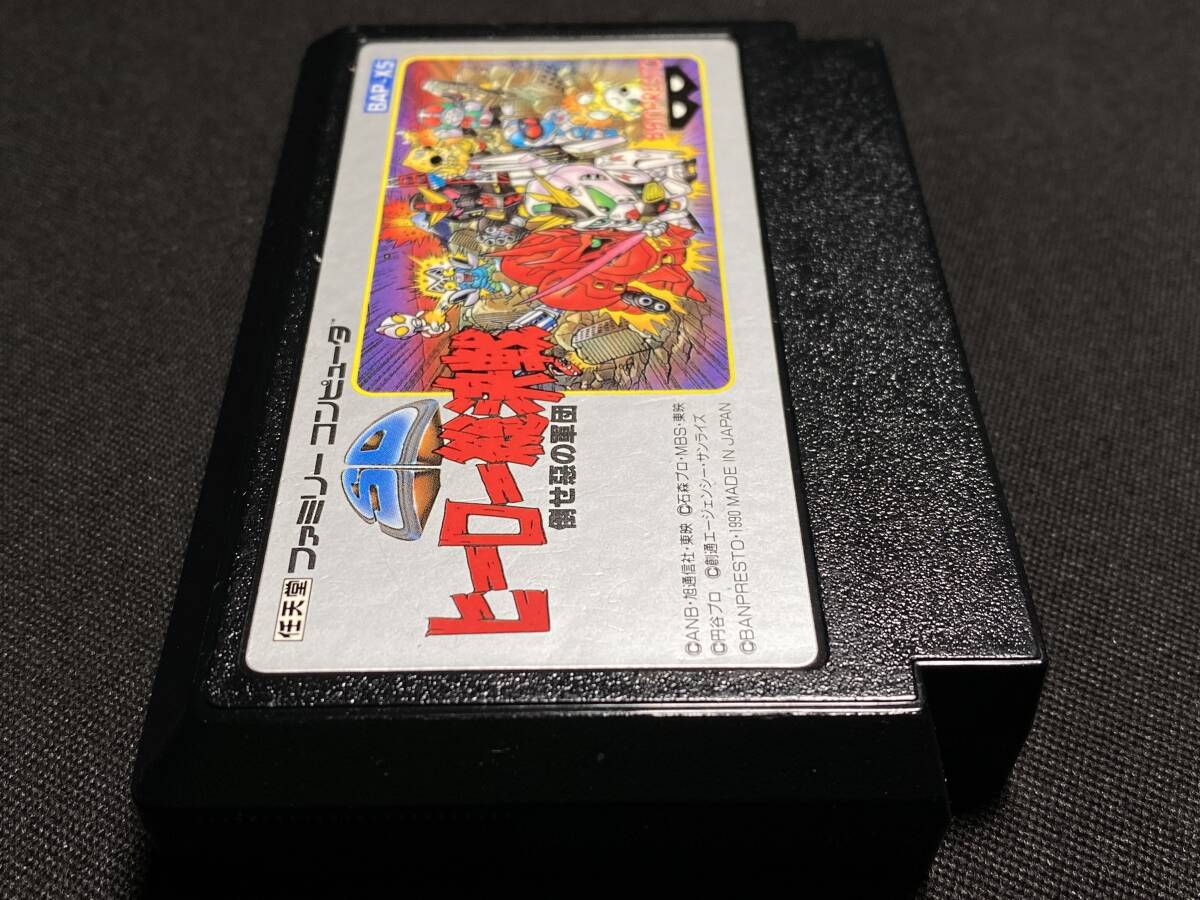 任天堂 ファミリー コンピュータ™
BAP-X5
BANPRESTO
SD
ヒーロー総決戦
倒せ悪の軍団
©ANB・旭通信社・東映 ©石森プロ・MBS・東映
©円谷プロ ©創通エージェンシー・サンライズ
©BANPRESTO・1990 MADE IN JAPAN